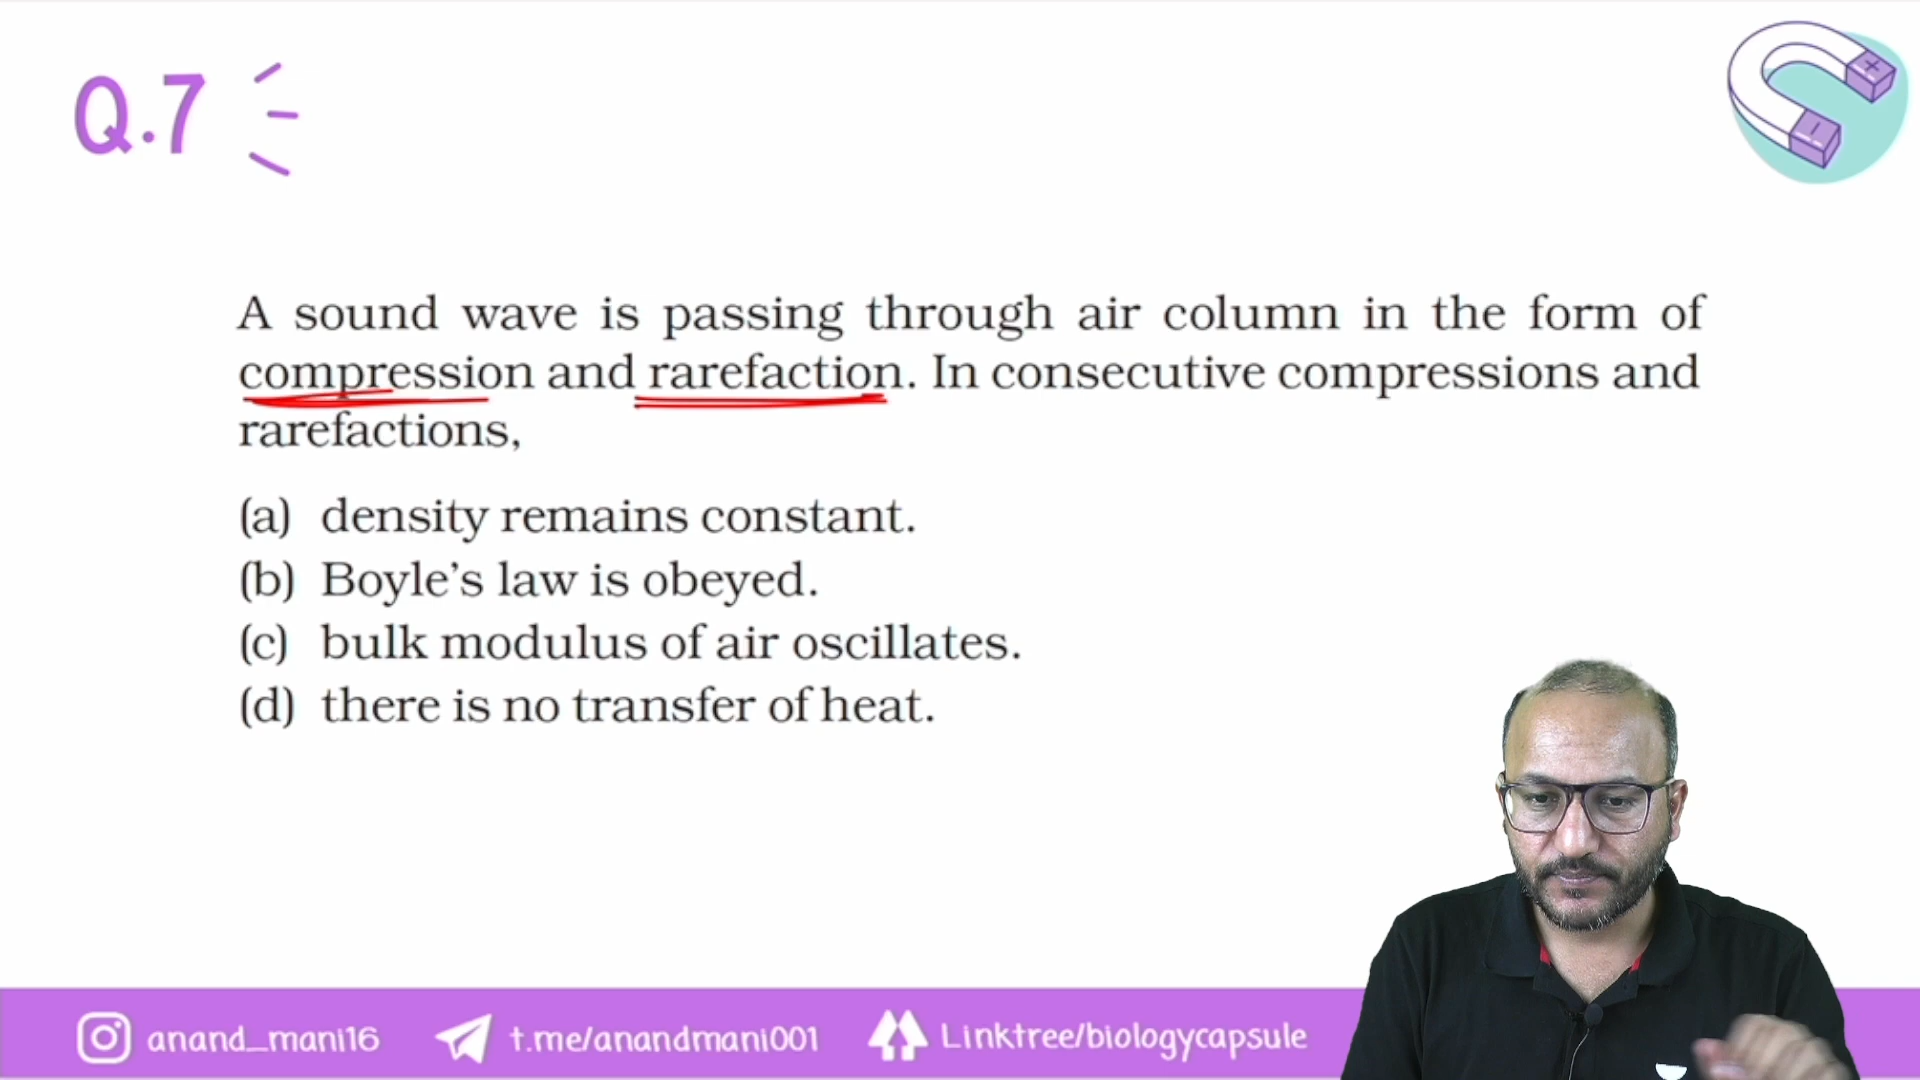 Q.7
A sound wave is passing through air column in the form of
compression and rarefaction. In consecutive compressions and
rarefactions,
(a) density remains constant.
(b) Boyle’s law is obeyed.
(c) bulk modulus of air oscillates.
(d) there is no transfer of heat.
anand_mani16 t.me/anandmani001 Linktree/biologycapsule